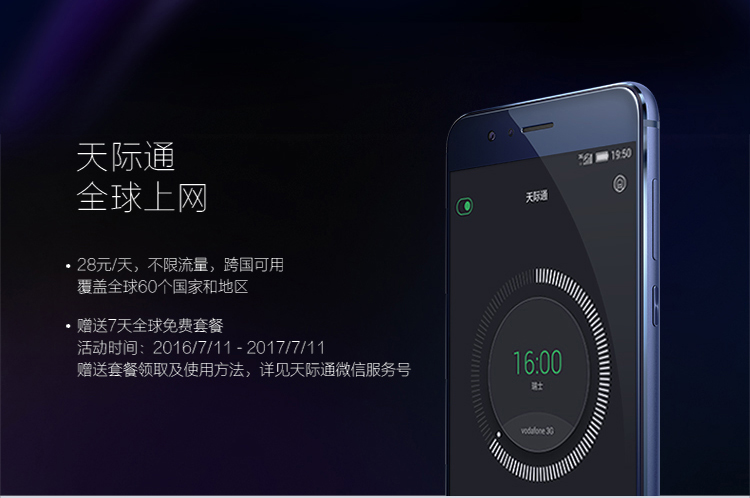 天际通
全球上网
• 28元/天，不限流量，跨国可用
覆盖全球60个国家和地区
• 赠送7天全球免费套餐
活动时间：2016/7/11 - 2017/7/11
赠送套餐领取及使用方法，详见天际通微信服务号
19:50
天际通
16:00
瑞士
vodafone 3G